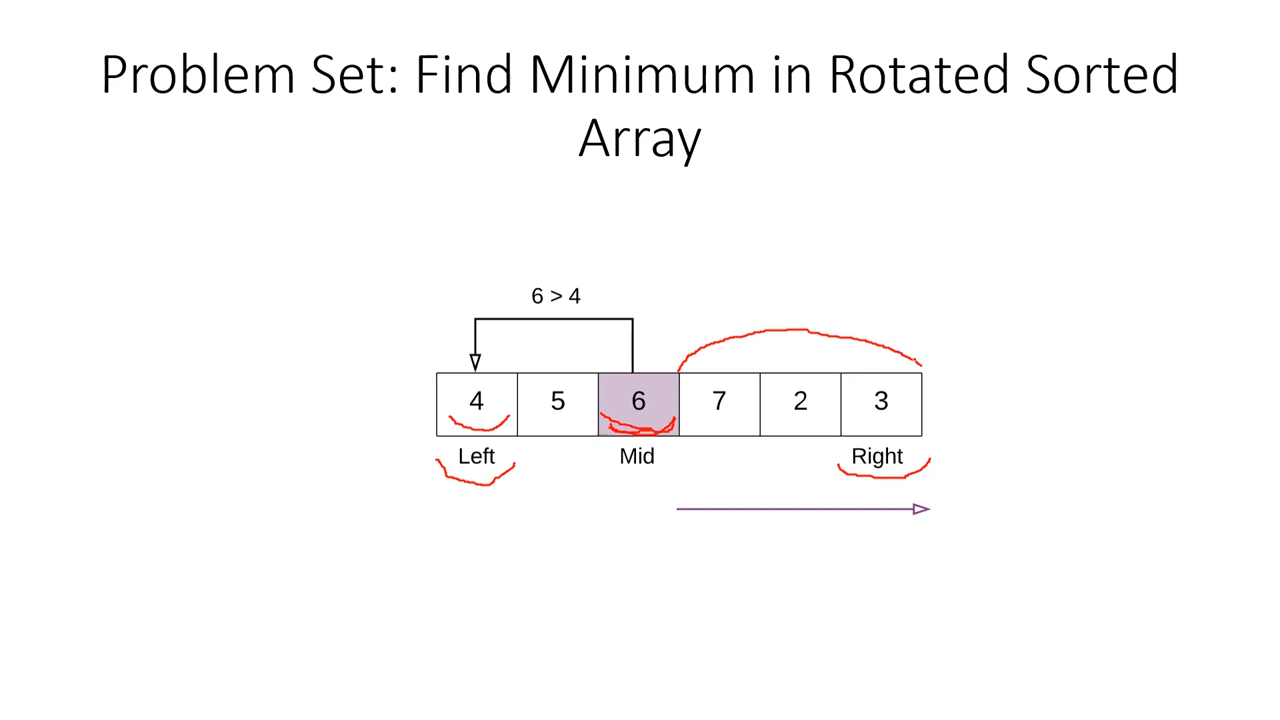 Problem Set: Find Minimum in Rotated Sorted
Array
6 > 4
4 5 6 7 2 3
Left Mid Right